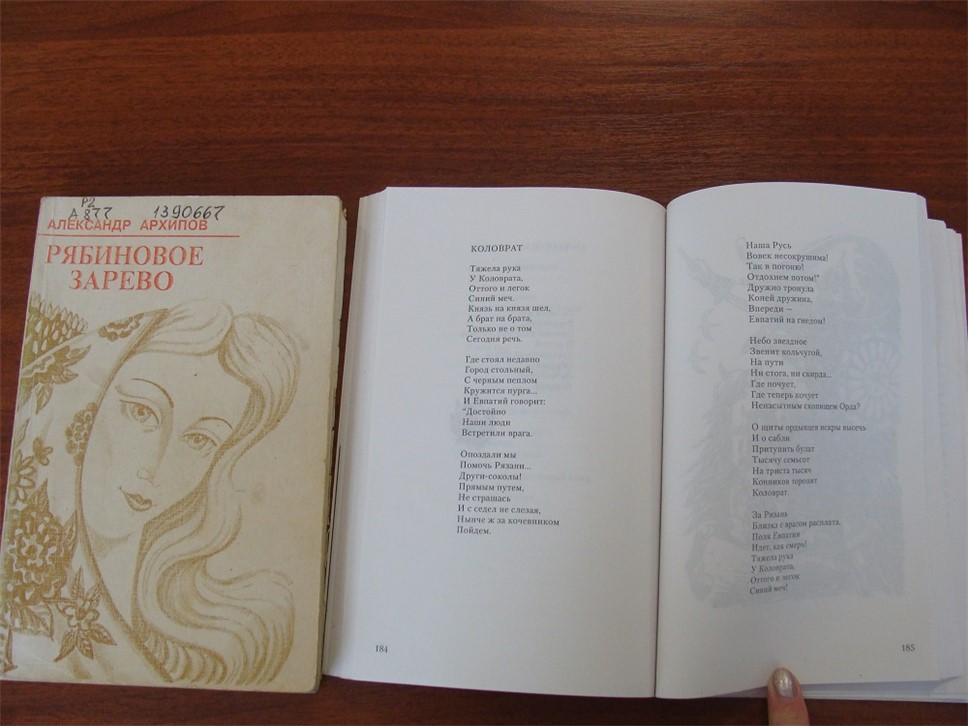 Р2
А 877 1390667
АЛЕКСАНДР АРХИПОВ
РЯБИНОВОЕ
ЗАРЕВО
КОЛОВРАТ
Тяжела рука
У Коловрата,
Оттого и легок
Синий меч.
Князь на князя шел,
А брат на брата,
Только не о том
Сегодня речь.
Где стоял недавно
Город стольный,
С черным пеплом
Кружится пурга...
И Евпатий говорит:
"Достойно
Наши люди
Встретили врага.
Опоздали мы
Помочь Рязани...
Други-соколы!
Прямым путем,
Не страшась
И с седел не слезая,
Нынче ж за кочевником
Пойдем.
184
Наша Русь
Вовек несокрушима!
Так в погоню!
Отдохнем потом!"
Дружно тронула
Коней дружина,
Впереди —
Евпатий на гнедом!
Небо звездное
Звенит кольчугой,
На пути
Ни стога, ни скирда...
Где ночует,
Где теперь кочует
Ненасытным скопищем Орда?
О щиты ордынцев искры высечь
И о сабли
Притупить булат
Тысячу семьсот
На триста тысяч
Конников торопит
Коловрат.
За Рязань
Близка с врагом расплата,
Полк Евпатия
Идет, как смерч!
Тяжела рука
У Коловрата,
Оттого и легок
Синий меч!
185